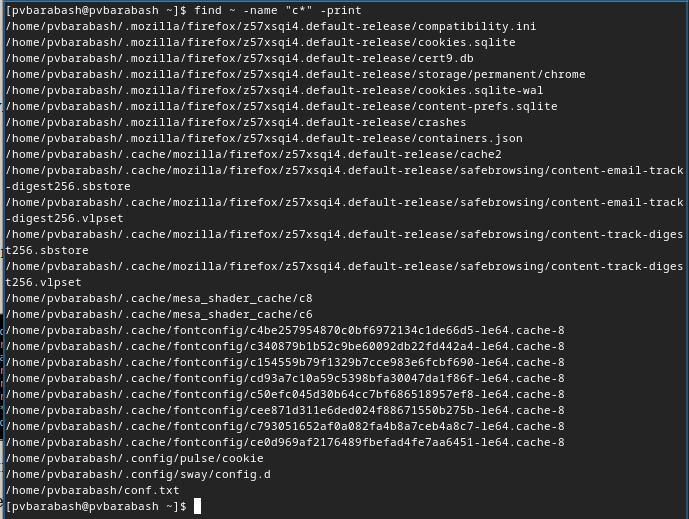 [pvbarabash@pvbarabash ~]$ find ~ -name "c*" -print
/home/pvbarabash/.mozilla/firefox/z57xsqi4.default-release/compatibility.ini
/home/pvbarabash/.mozilla/firefox/z57xsqi4.default-release/cookies.sqlite
/home/pvbarabash/.mozilla/firefox/z57xsqi4.default-release/cert9.db
/home/pvbarabash/.mozilla/firefox/z57xsqi4.default-release/storage/permanent/chrome
/home/pvbarabash/.mozilla/firefox/z57xsqi4.default-release/cookies.sqlite-wal
/home/pvbarabash/.mozilla/firefox/z57xsqi4.default-release/content-prefs.sqlite
/home/pvbarabash/.mozilla/firefox/z57xsqi4.default-release/crashes
/home/pvbarabash/.mozilla/firefox/z57xsqi4.default-release/containers.json
/home/pvbarabash/.cache/mozilla/firefox/z57xsqi4.default-release/cache2
/home/pvbarabash/.cache/mozilla/firefox/z57xsqi4.default-release/safebrowsing/content-email-track
-digest256.sbstore
/home/pvbarabash/.cache/mozilla/firefox/z57xsqi4.default-release/safebrowsing/content-email-track
-digest256.vlpset
/home/pvbarabash/.cache/mozilla/firefox/z57xsqi4.default-release/safebrowsing/content-track-diges
t256.sbstore
/home/pvbarabash/.cache/mozilla/firefox/z57xsqi4.default-release/safebrowsing/content-track-diges
t256.vlpset
/home/pvbarabash/.cache/mesa_shader_cache/c8
/home/pvbarabash/.cache/mesa_shader_cache/c6
/home/pvbarabash/.cache/fontconfig/c4be257954870c0bf6972134c1de66d5-le64.cache-8
/home/pvbarabash/.cache/fontconfig/c340879b1b52c9be60092db22fd442a4-le64.cache-8
/home/pvbarabash/.cache/fontconfig/c154559b79f1329b7cce983e6fcbf690-le64.cache-8
/home/pvbarabash/.cache/fontconfig/cd93a7c10a59c5398bfa30047da1f86f-le64.cache-8
/home/pvbarabash/.cache/fontconfig/c50efc045d30b64cc7bf686518957ef8-le64.cache-8
/home/pvbarabash/.cache/fontconfig/cee871d311e6ded024f88671550b275b-le64.cache-8
/home/pvbarabash/.cache/fontconfig/c793051652af0a082fa4b8a7ceb4a8c7-le64.cache-8
/home/pvbarabash/.cache/fontconfig/ce0d969af2176489fbefad4fe7aa6451-le64.cache-8
/home/pvbarabash/.config/pulse/cookie
/home/pvbarabash/.config/sway/config.d
/home/pvbarabash/conf.txt
[pvbarabash@pvbarabash ~]$